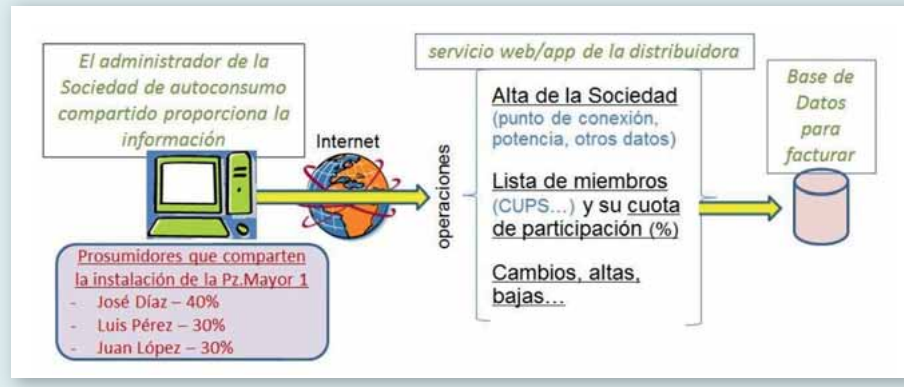 El administrador de la
Sociedad de autoconsumo
compartido proporciona la
información
Internet
Prosumidores que comparten
la instalación de la Pz.Mayor 1
- José Díaz – 40%
- Luis Pérez – 30%
- Juan López – 30%
servicio web/app de la distribuidora
operaciones
Alta de la Sociedad
(punto de conexión,
potencia, otros datos)
Lista de miembros
(CUPS...) y su cuota
de participación (%)
Cambios, altas,
bajas...
Base de
Datos
para
facturar